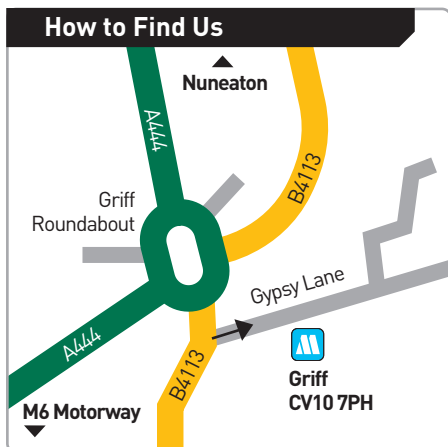 How to Find Us
Nuneaton
A444
B4113
Griff
Roundabout
Gypsy Lane
A444
B4113
Griff
CV10 7PH
M6 Motorway